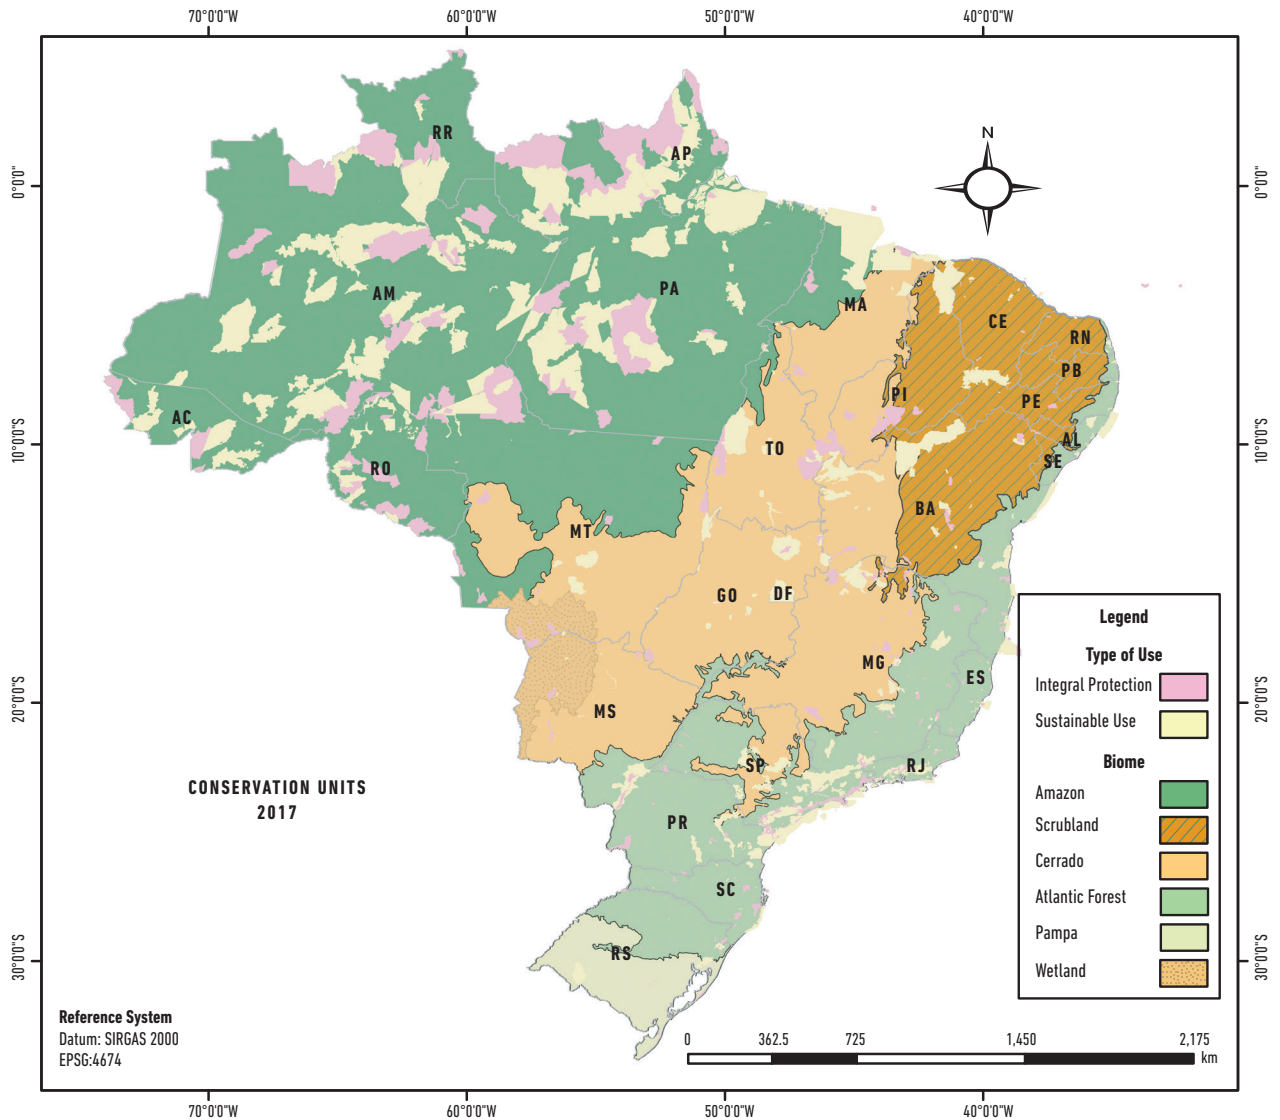 70°0'0"W 60°0'0"W 50°0'0"W 40°0'0"W
0°0'0"
10°0'0"S
20°0'0"S
30°0'0"S
0°0'0"
10°0'0"S
20°0'0"S
30°0'0"S
N
RR
AP
AM
PA
MA
CE
RN
PB
PI
PE
AC
AL
TO
SE
RO
BA
MT
GO
DF
MG
ES
MS
SP
RJ
PR
SC
RS
CONSERVATION UNITS
2017
Legend
Type of Use
Integral Protection
Sustainable Use
Biome
Amazon
Scrubland
Cerrado
Atlantic Forest
Pampa
Wetland
Reference System
Datum: SIRGAS 2000
EPSG:4674
0 362.5 725 1,450 2,175
km
70°0'0"W 60°0'0"W 50°0'0"W 40°0'0"W